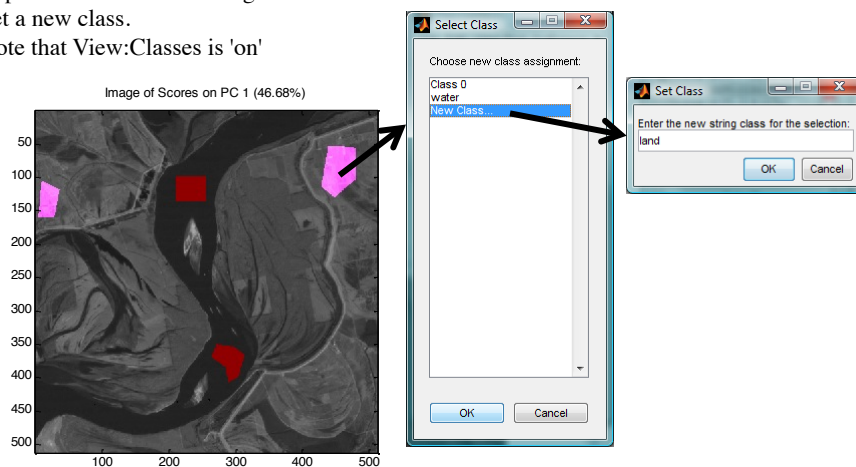 et a new class.
ote that View:Classes is 'on'
Image of Scores on PC 1 (46.68%)
50
100
150
200
250
300
350
400
450
500
100
200
300
400
500
Select Class
Choose new class assignment:
Class 0
water
New Class...
OK
Cancel
Set Class
Enter the new string class for the selection:
land
OK
Cancel